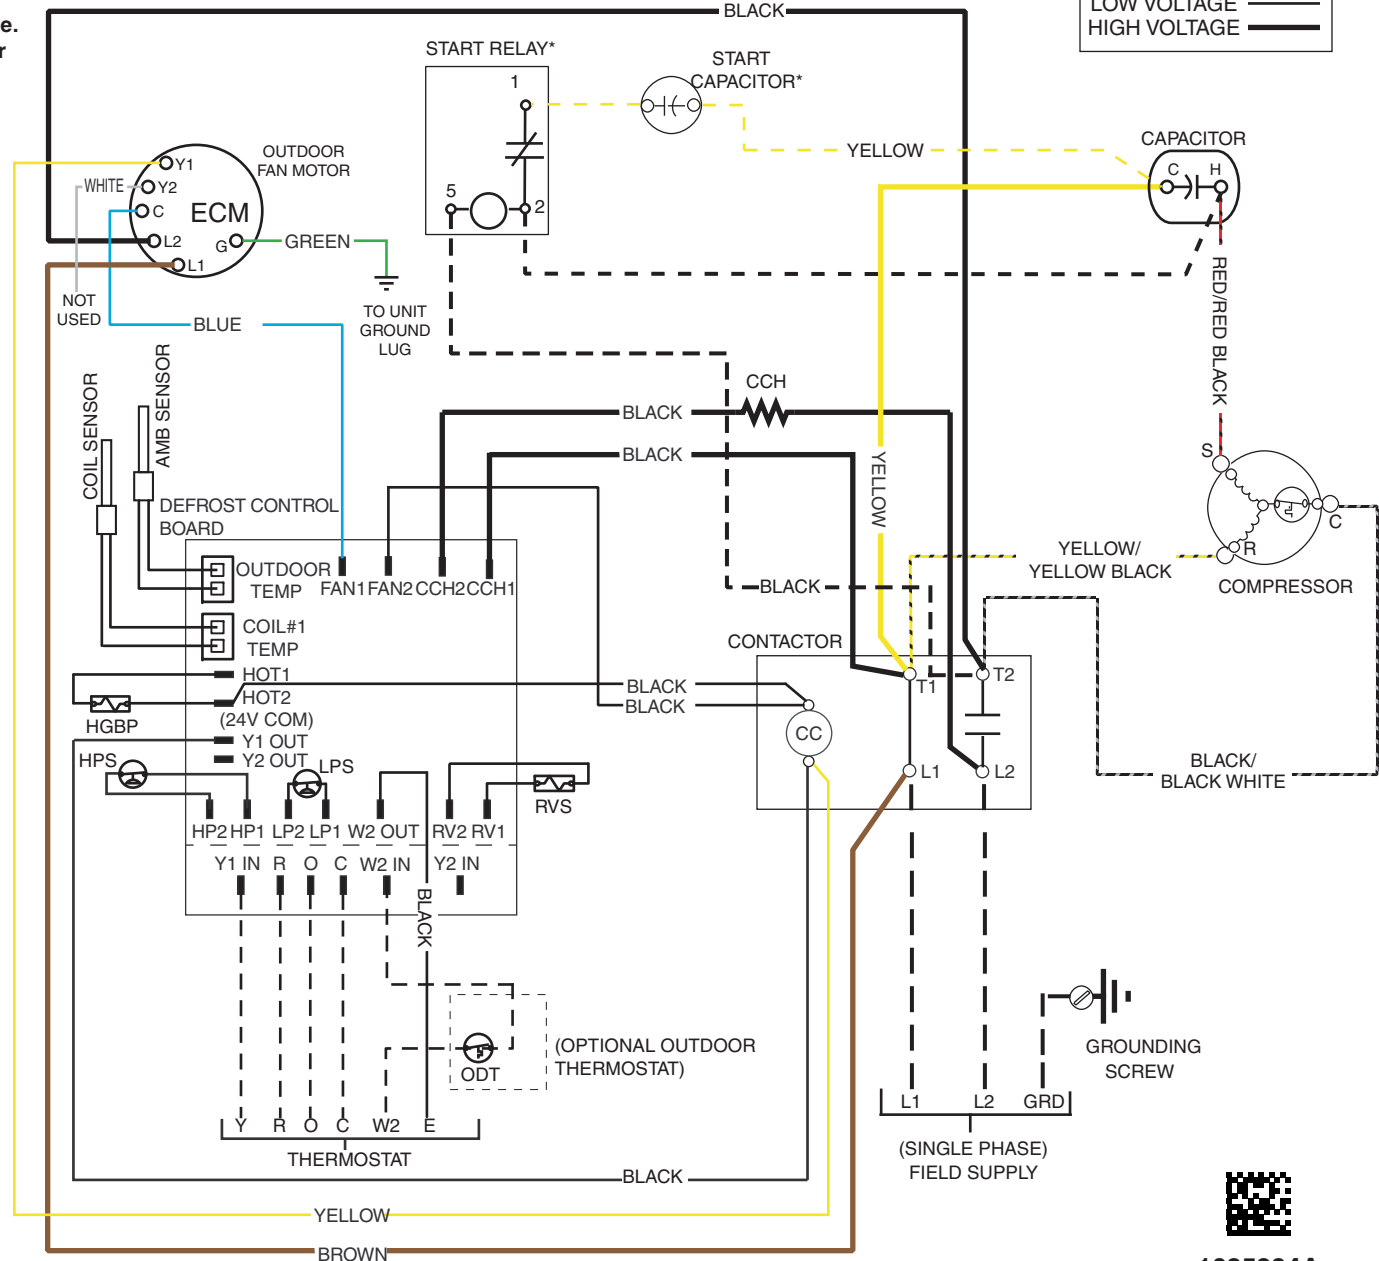 e.
r
BLACK
LOW VOLTAGE
HIGH VOLTAGE
START RELAY*
1
5
2
START
CAPACITOR*
YELLOW
CAPACITOR
C H
RED/RED BLACK
OUTDOOR
FAN MOTOR
Y1
WHITE
Y2
C
ECM
L2
G
GREEN
L1
NOT
USED
BLUE
TO UNIT
GROUND
LUG
COIL SENSOR
AMB SENSOR
CCH
BLACK
BLACK
YELLOW
S
C
R
COMPRESSOR
YELLOW/
YELLOW BLACK
DEFROST CONTROL
BOARD
OUTDOOR
TEMP
FAN1 FAN2 CCH2 CCH1
BLACK
COIL#1
TEMP
CONTACTOR
HOT1
HOT2
(24V COM)
HGBP
Y1 OUT
Y2 OUT
BLACK
BLACK
T1
T2
CC
L1
L2
HPS
LPS
RVS
BLACK/
BLACK WHITE
HP2 HP1 LP2 LP1 W2 OUT RV2 RV1
Y1 IN R O C W2 IN Y2 IN
BLACK
ODT
(OPTIONAL OUTDOOR
THERMOSTAT)
GROUNDING
SCREW
Y R O C W2 E
THERMOSTAT
L1 L2 GRD
(SINGLE PHASE)
FIELD SUPPLY
BLACK
YELLOW
BROWN